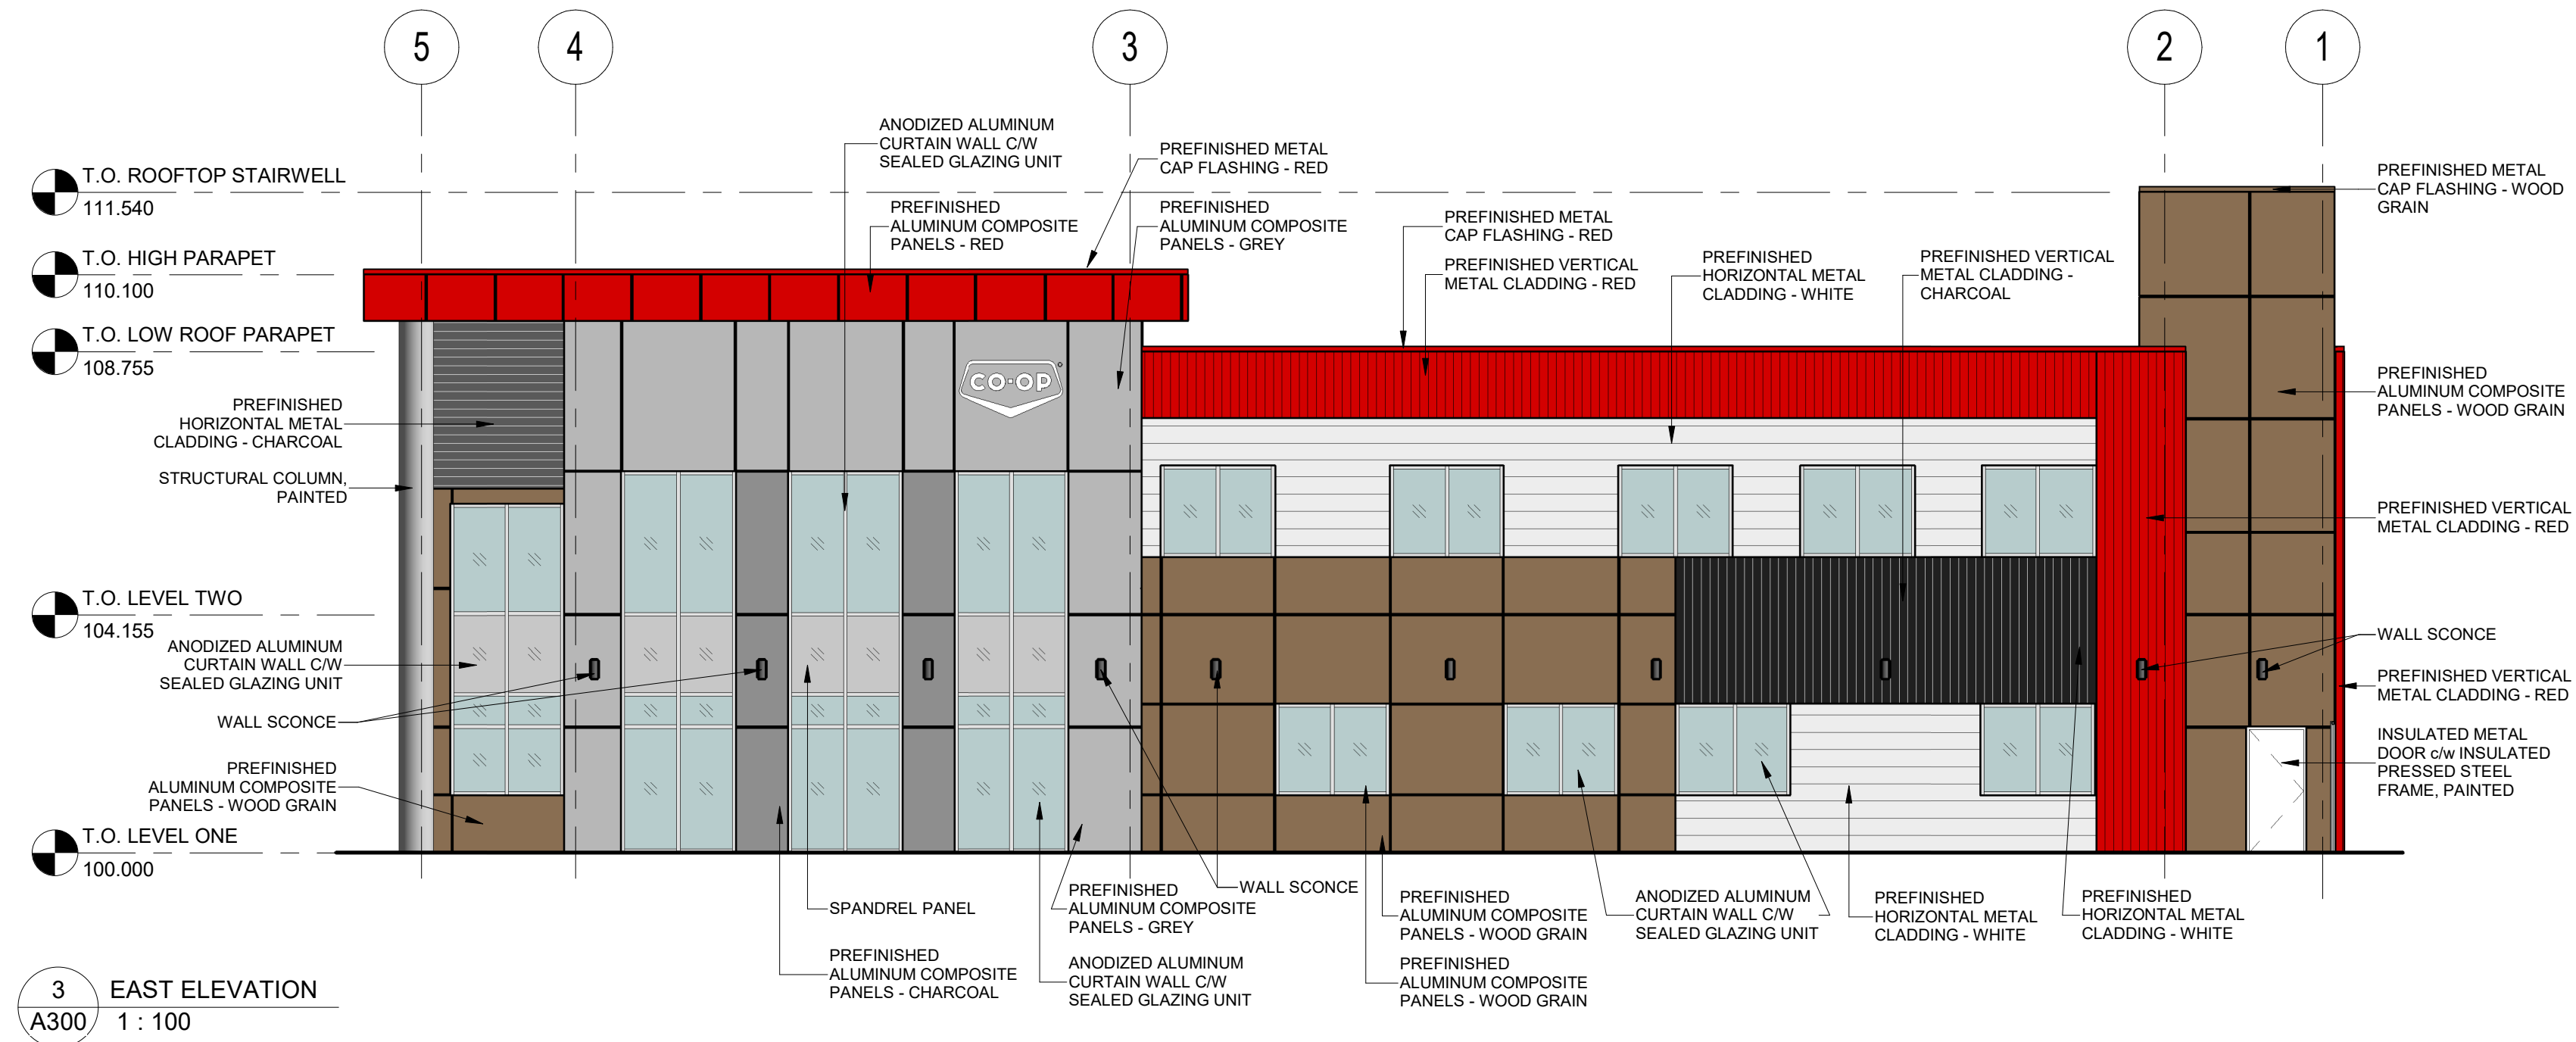 5
4
3
2
1
T.O. ROOFTOP STAIRWELL
111.540
T.O. HIGH PARAPET
110.100
T.O. LOW ROOF PARAPET
108.755
PREFINISHED
HORIZONTAL METAL
CLADDING - CHARCOAL
STRUCTURAL COLUMN,
PAINTED
T.O. LEVEL TWO
104.155
ANODIZED ALUMINUM
CURTAIN WALL C/W
SEALED GLAZING UNIT
WALL SCONCE
PREFINISHED
ALUMINUM COMPOSITE
PANELS - WOOD GRAIN
T.O. LEVEL ONE
100.000
ANODIZED ALUMINUM
CURTAIN WALL C/W
SEALED GLAZING UNIT
PREFINISHED
ALUMINUM COMPOSITE
PANELS - RED
PREFINISHED METAL
CAP FLASHING - RED
PREFINISHED
ALUMINUM COMPOSITE
PANELS - GREY
PREFINISHED METAL
CAP FLASHING - RED
PREFINISHED VERTICAL
METAL CLADDING - RED
PREFINISHED
HORIZONTAL METAL
CLADDING - WHITE
PREFINISHED VERTICAL
METAL CLADDING -
CHARCOAL
PREFINISHED METAL
CAP FLASHING - WOOD
GRAIN
PREFINISHED
ALUMINUM COMPOSITE
PANELS - WOOD GRAIN
PREFINISHED VERTICAL
METAL CLADDING - RED
WALL SCONCE
PREFINISHED VERTICAL
METAL CLADDING - RED
INSULATED METAL
DOOR c/w INSULATED
PRESSED STEEL
FRAME, PAINTED
CO-OP
SPANDREL PANEL
PREFINISHED
ALUMINUM COMPOSITE
PANELS - CHARCOAL
PREFINISHED
ALUMINUM COMPOSITE
PANELS - GREY
ANODIZED ALUMINUM
CURTAIN WALL C/W
SEALED GLAZING UNIT
WALL SCONCE
PREFINISHED
ALUMINUM COMPOSITE
PANELS - WOOD GRAIN
PREFINISHED
ALUMINUM COMPOSITE
PANELS - WOOD GRAIN
ANODIZED ALUMINUM
CURTAIN WALL C/W
SEALED GLAZING UNIT
PREFINISHED
HORIZONTAL METAL
CLADDING - WHITE
PREFINISHED
HORIZONTAL METAL
CLADDING - WHITE
3
A300
EAST ELEVATION
1 : 100